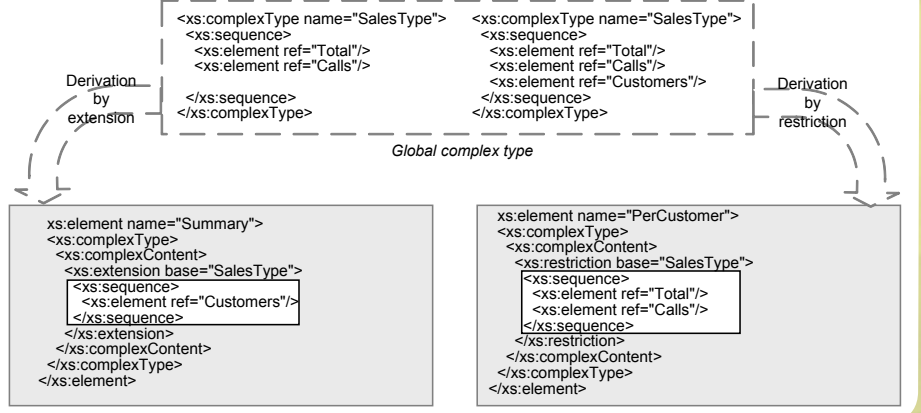 <xs:complexType name="SalesType">
<xs:sequence>
<xs:element ref="Total"/>
<xs:element ref="Calls"/>
</xs:sequence>
</xs:complexType>
<xs:complexType name="SalesType">
<xs:sequence>
<xs:element ref="Total"/>
<xs:element ref="Calls"/>
<xs:element ref="Customers"/>
</xs:sequence>
</xs:complexType>
Derivation
by
extension
Derivation
by
restriction
Global complex type
xs:element name="Summary">
<xs:complexType>
<xs:complexContent>
<xs:extension base="SalesType">
<xs:sequence>
<xs:element ref="Customers"/>
</xs:sequence>
</xs:extension>
</xs:complexContent>
</xs:complexType>
</xs:element>
xs:element name="PerCustomer">
<xs:complexType>
<xs:complexContent>
<xs:restriction base="SalesType">
<xs:sequence>
<xs:element ref="Total"/>
<xs:element ref="Calls"/>
</xs:sequence>
</xs:restriction>
</xs:complexContent>
</xs:complexType>
</xs:element>